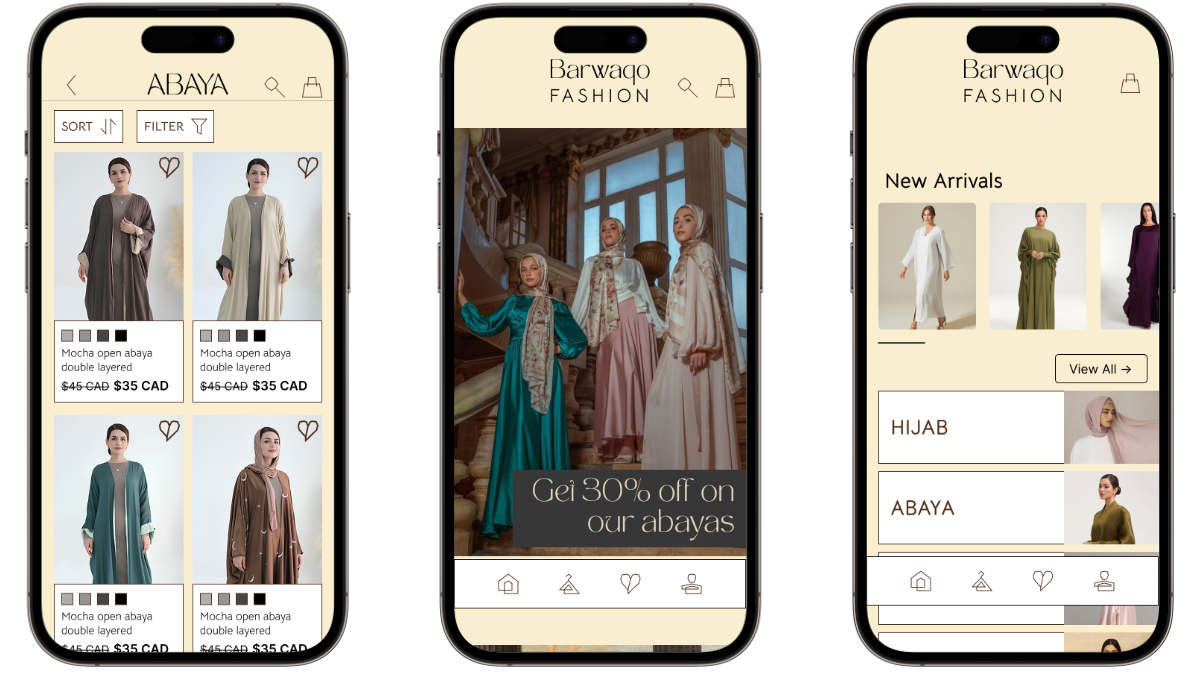 ABAYA
SORT
FILTER
Mocha open abaya
double layered
$45 CAD $35 CAD
Mocha open abaya
double layered
$45 CAD $35 CAD
Mocha open abaya
double layered
$45 CAD $35 CAD
Mocha open abaya
double layered
$45 CAD $35 CAD
Barwaqo
FASHION
Get 30% off on
our abayas
Barwaqo
FASHION
New Arrivals
View All →
HIJAB
ABAYA